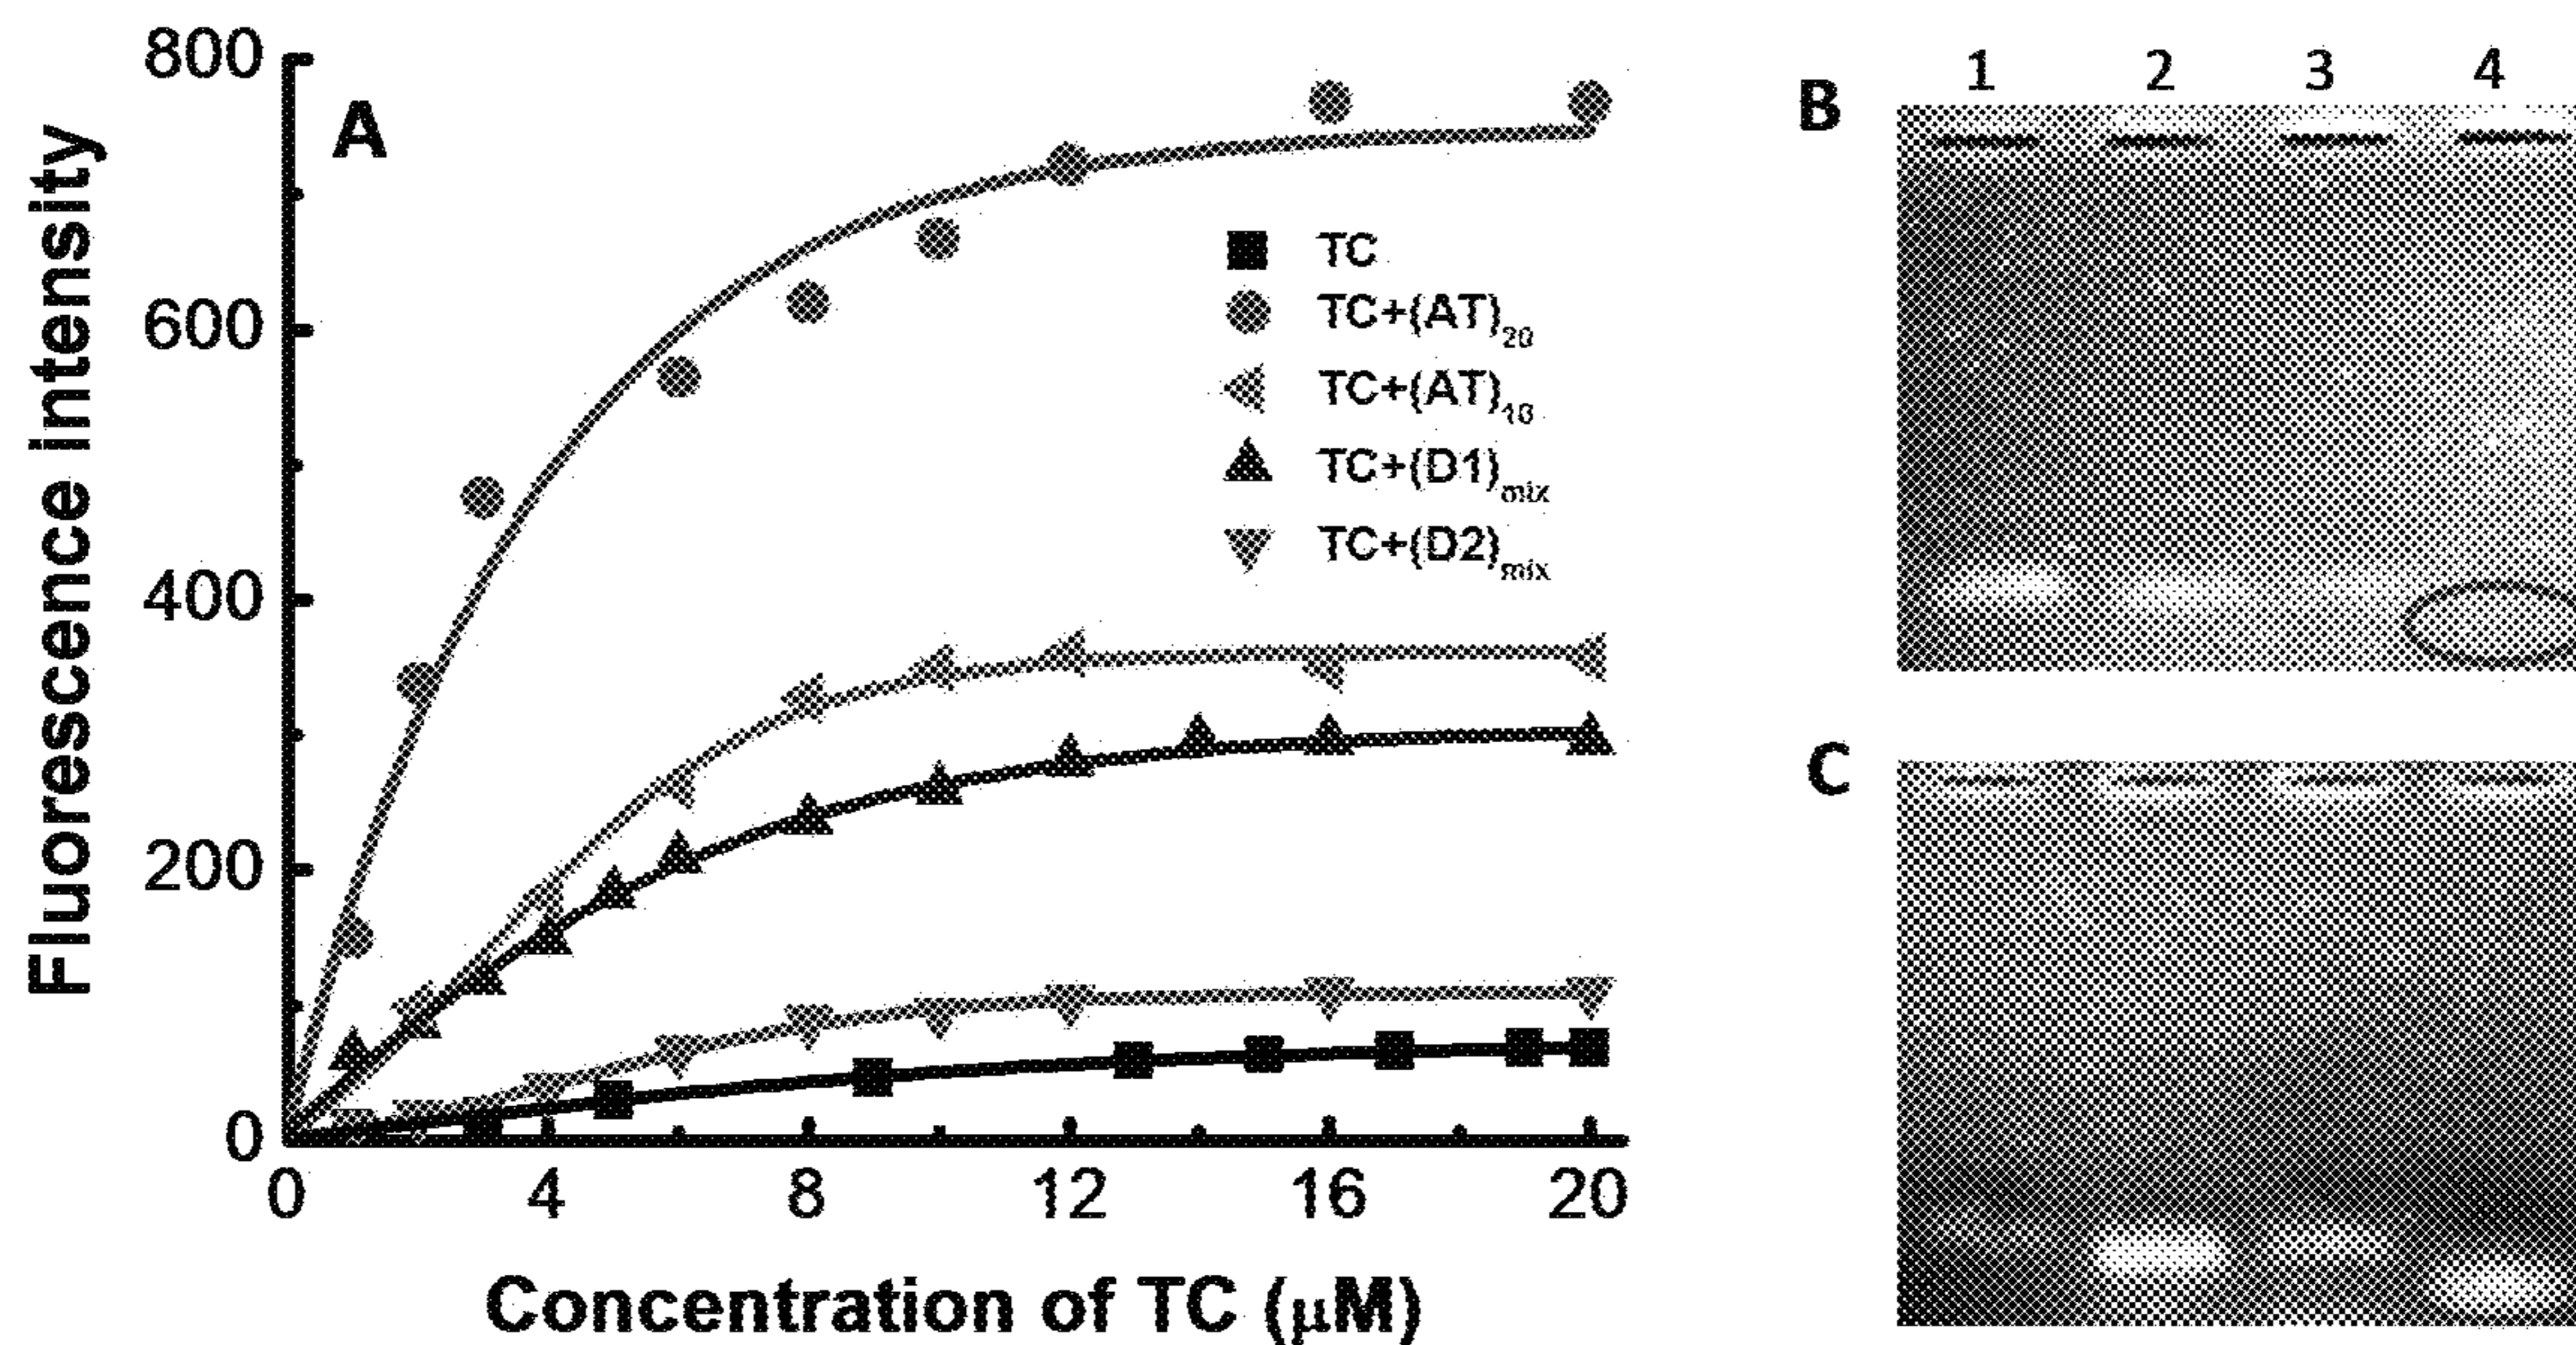 A
Fluorescence intensity
800
600
400
200
0
0 4 8 12 16 20
Concentration of TC (μM)
TC
TC+(AT)20
TC+(AT)10
TC+(D1)mix
TC+(D2)mix
B
1 2 3 4
C